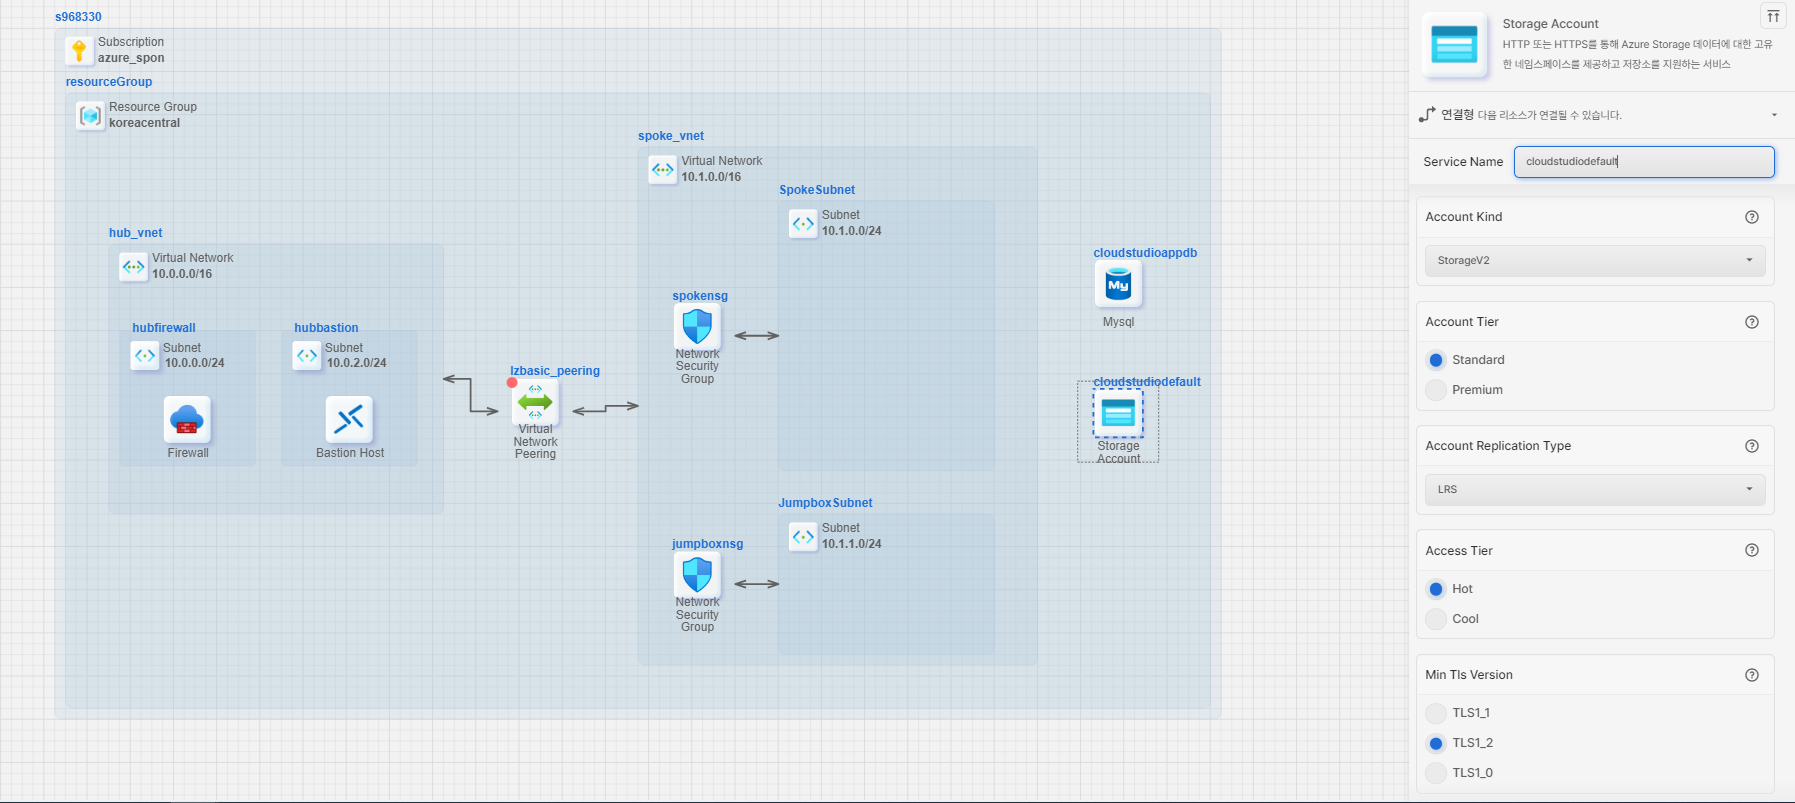 s968330
Subscription
azure_spon
resourceGroup
Resource Group
koreacentral
hub_vnet
Virtual Network
10.0.0.0/16
hubfirewall
Subnet
10.0.0.0/24
Firewall
hubbastion
Subnet
10.0.2.0/24
Bastion Host
lzbasic_peering
Virtual
Network
Peering
spoke_vnet
Virtual Network
10.1.0.0/16
SpokeSubnet
Subnet
10.1.0.0/24
spokensg
Network
Security
Group
JumpboxSubnet
Subnet
10.1.1.0/24
jumpboxnsg
Network
Security
Group
cloudstudioappdb
My
Mysql
cloudstudiodefault
Storage
Account
Storage Account
HTTP 또는 HTTPS를 통해 Azure Storage 데이터에 대한 고유
한 네임스페이스를 제공하고 저장소를 지원하는 서비스
연결형 다음 리소스가 연결될 수 있습니다.
Service Name cloudstudiodefault
Account Kind
StorageV2
Account Tier
Standard
Premium
Account Replication Type
LRS
Access Tier
Hot
Cool
Min Tls Version
TLS1_1
TLS1_2
TLS1_0